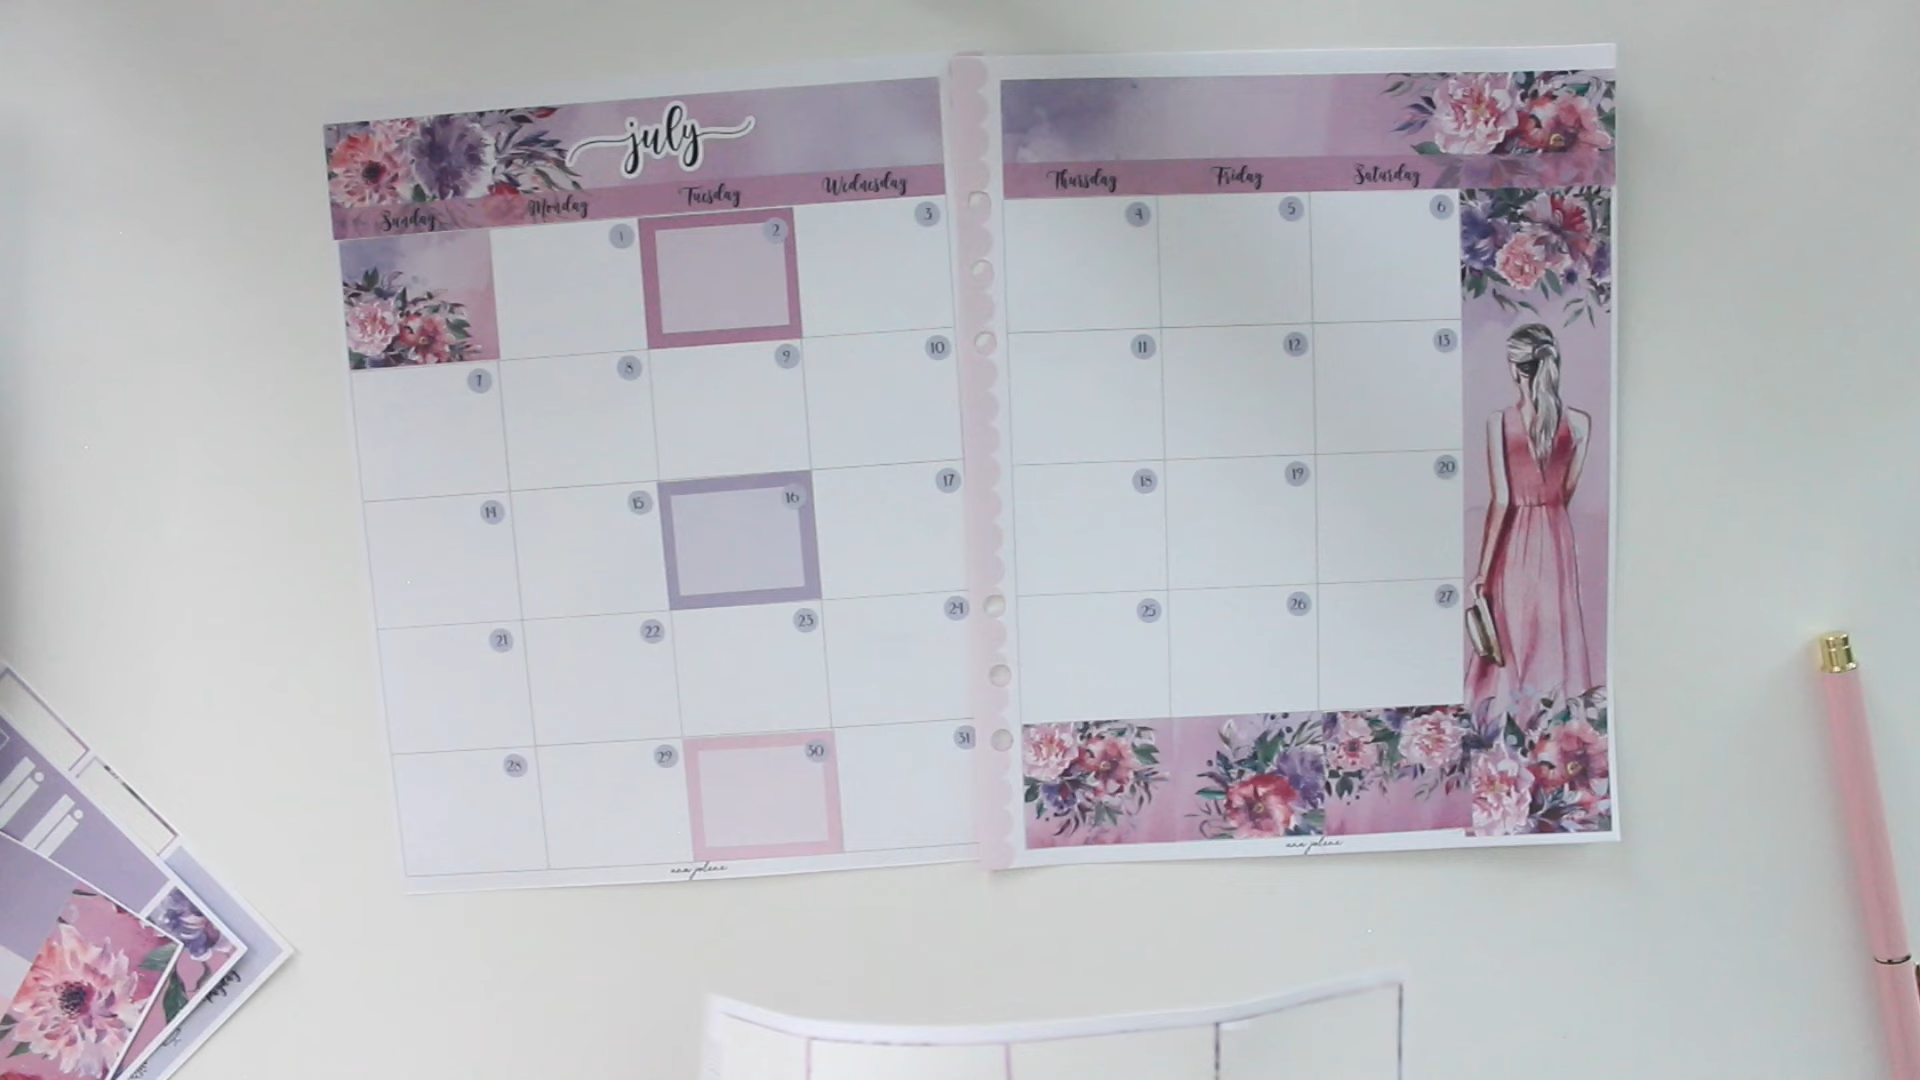 july
Sunday Monday Tuesday Wednesday Thursday Friday Saturday
1 2 3 4 5 6
7 8 9 10 11 12 13
14 15 16 17 18 19 20
21 22 23 24 25 26 27
28 29 30 31